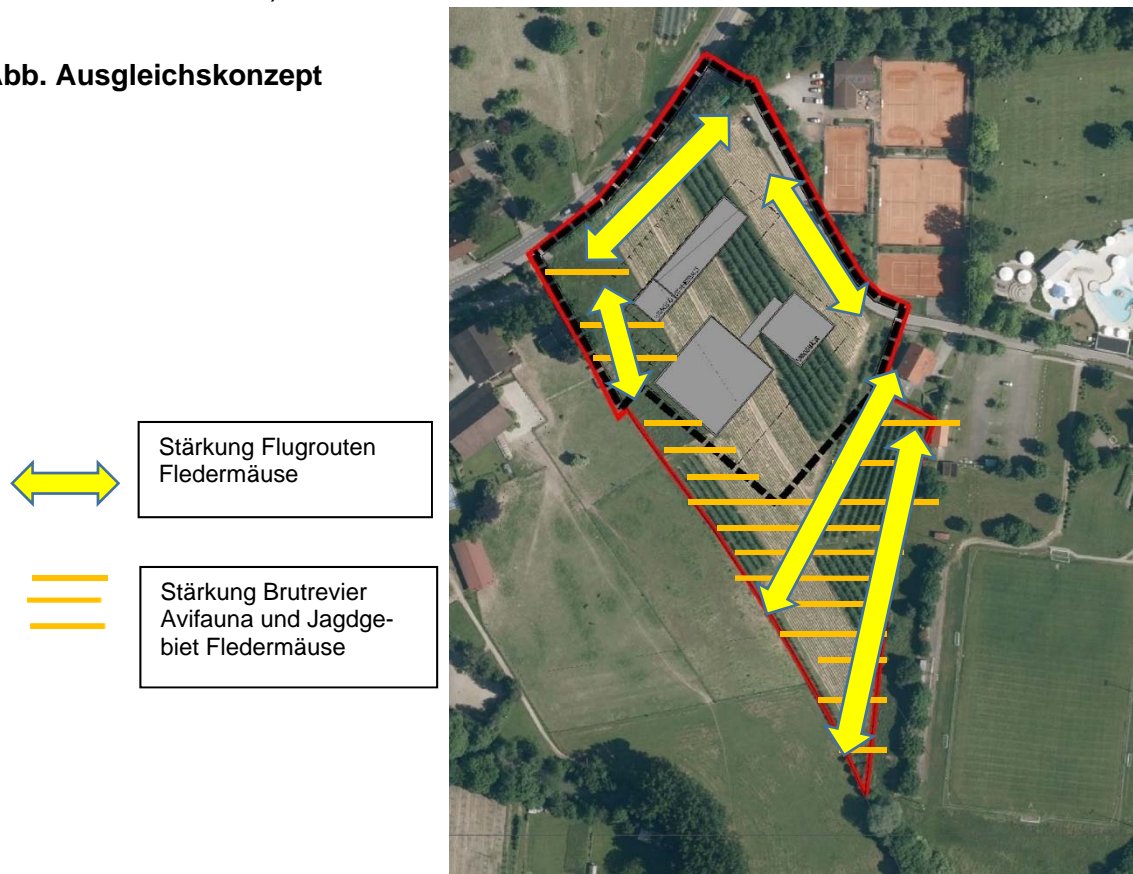 Abb. Ausgleichskonzept
Stärkung Flugrouten
Fledermäuse
Stärkung Brutrevier
Avifauna und Jagdge-
biet Fledermäuse